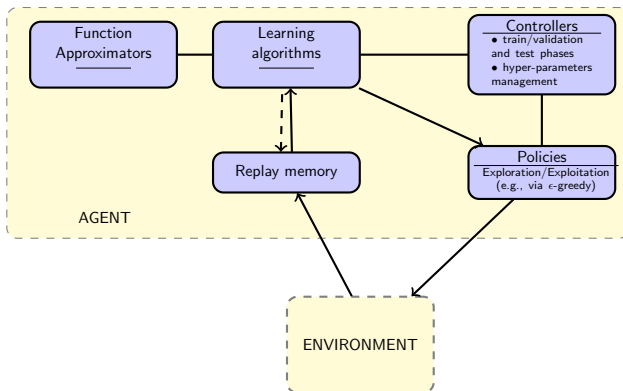 Function
Approximators
Learning
algorithms
Controllers
• train/validation
and test phases
• hyper-parameters
management
Replay memory
Policies
Exploration/Exploitation
(e.g., via ϵ-greedy)
AGENT
ENVIRONMENT